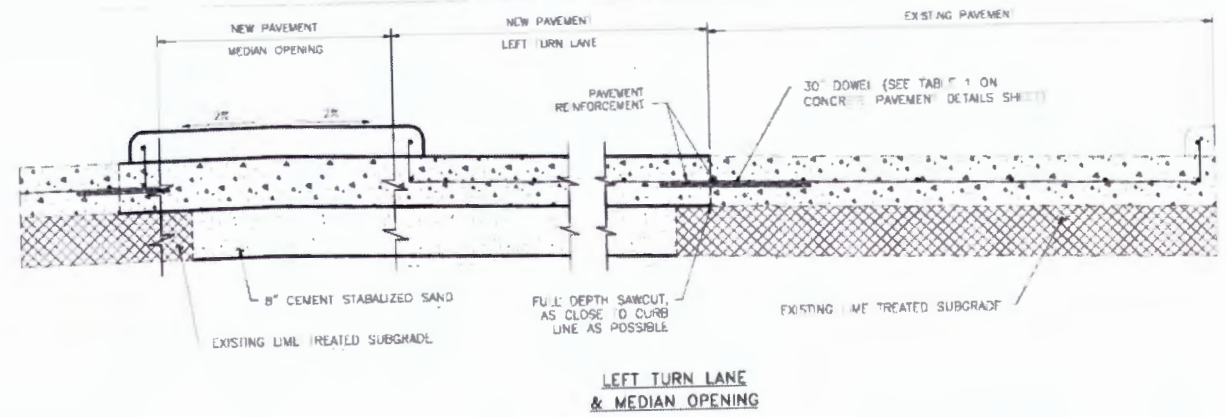 NEW PAVEMENT
MEDIAN OPENING
NEW PAVEMENT
LEFT TURN LANE
EXISTING PAVEMENT
PAVEMENT
REINFORCEMENT
30" DOWEL (SEE TABLE 1 ON
CONCRETE PAVEMENT DETAILS SHEET)
2%
2%
8" CEMENT STABALIZED SAND
EXISTING LIME TREATED SUBGRADE
FULL DEPTH SAWCUT,
AS CLOSE TO CURB
LINE AS POSSIBLE
EXISTING LIME TREATED SUBGRADE
LEFT TURN LANE
& MEDIAN OPENING